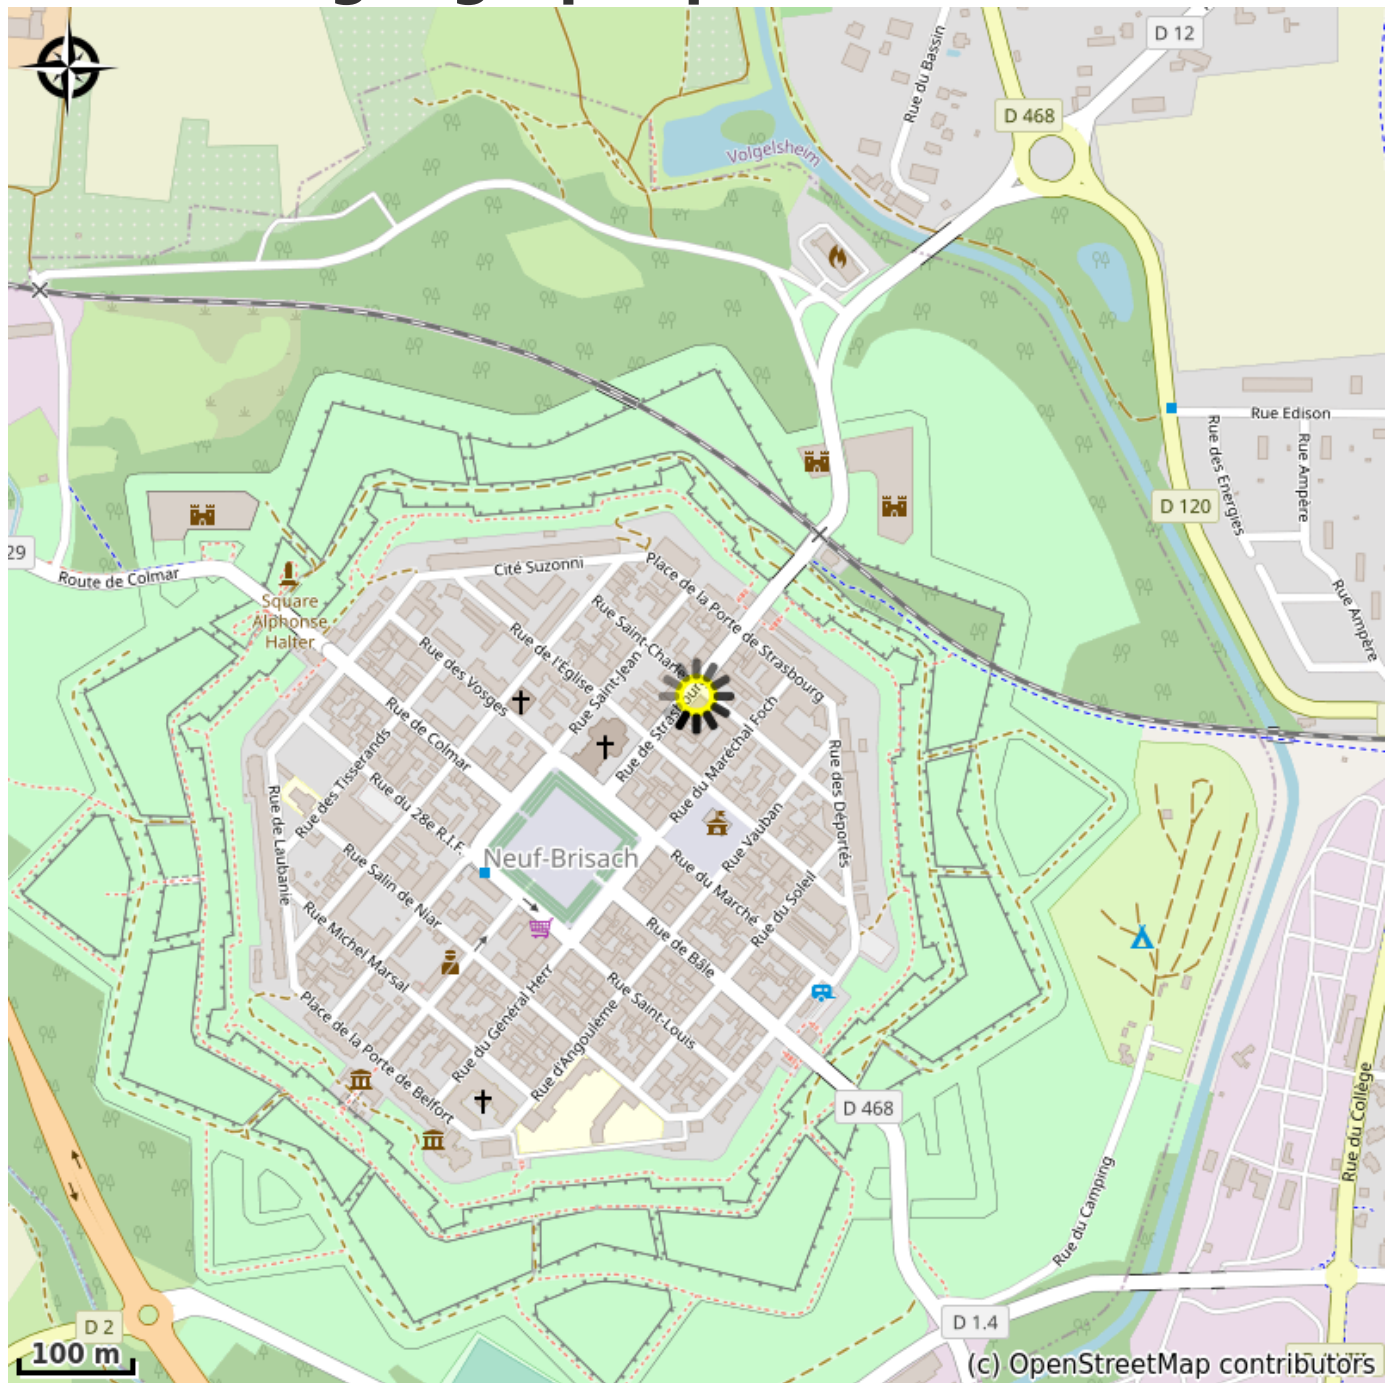 D 12
Rue du Bassin
D 468
Volgelsheim
Rue Edison
Rue des Energies
Rue Ampère
D 120
29
Route de Colmar
Cité Suzonni
Place de la Porte de Strasbourg
Square
Alphonse
Halter
Rue Saint-Charle
Rue de l'Église
Rue Saint-Jean
Rue des Vosges
Rue Ampère
Rue de Colmar
Rue de Strasb
our
Rue du Maréchal Foch
Rue des Tisserands
Rue du 28e R.I.F.
Rue des Déportés
Rue de Laubanie
Neuf-Brisach
Rue Vauban
Rue Salin de Niar
Rue du Marché
Rue du Soleil
Rue Michel Marsal
Rue de Bâle
Rue du Général Herr
Rue Saint-Louis
Place de la Porte de Belfort
Rue d'Angoulême
D 468
Rue du Collège
Rue du Camping
D 2
D 1.4
100 m
(c) OpenStreetMap contributors